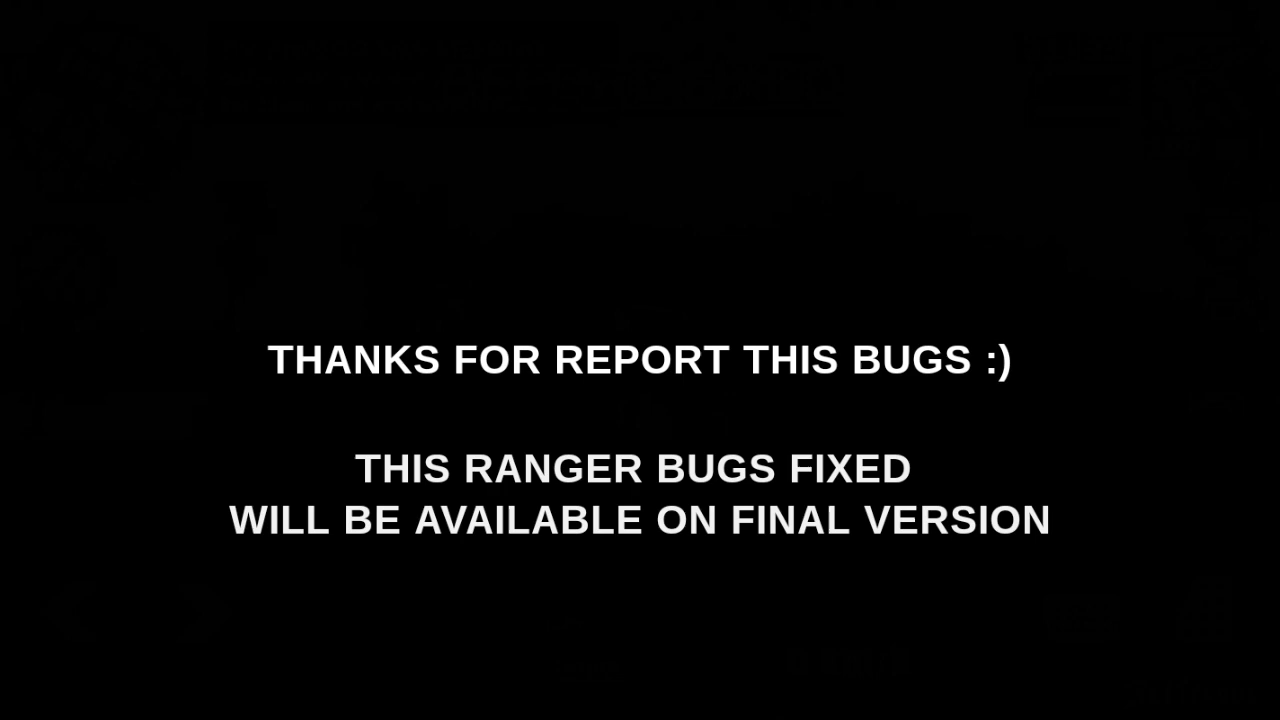 THANKS FOR REPORT THIS BUGS :)
THIS RANGER BUGS FIXED
WILL BE AVAILABLE ON FINAL VERSION